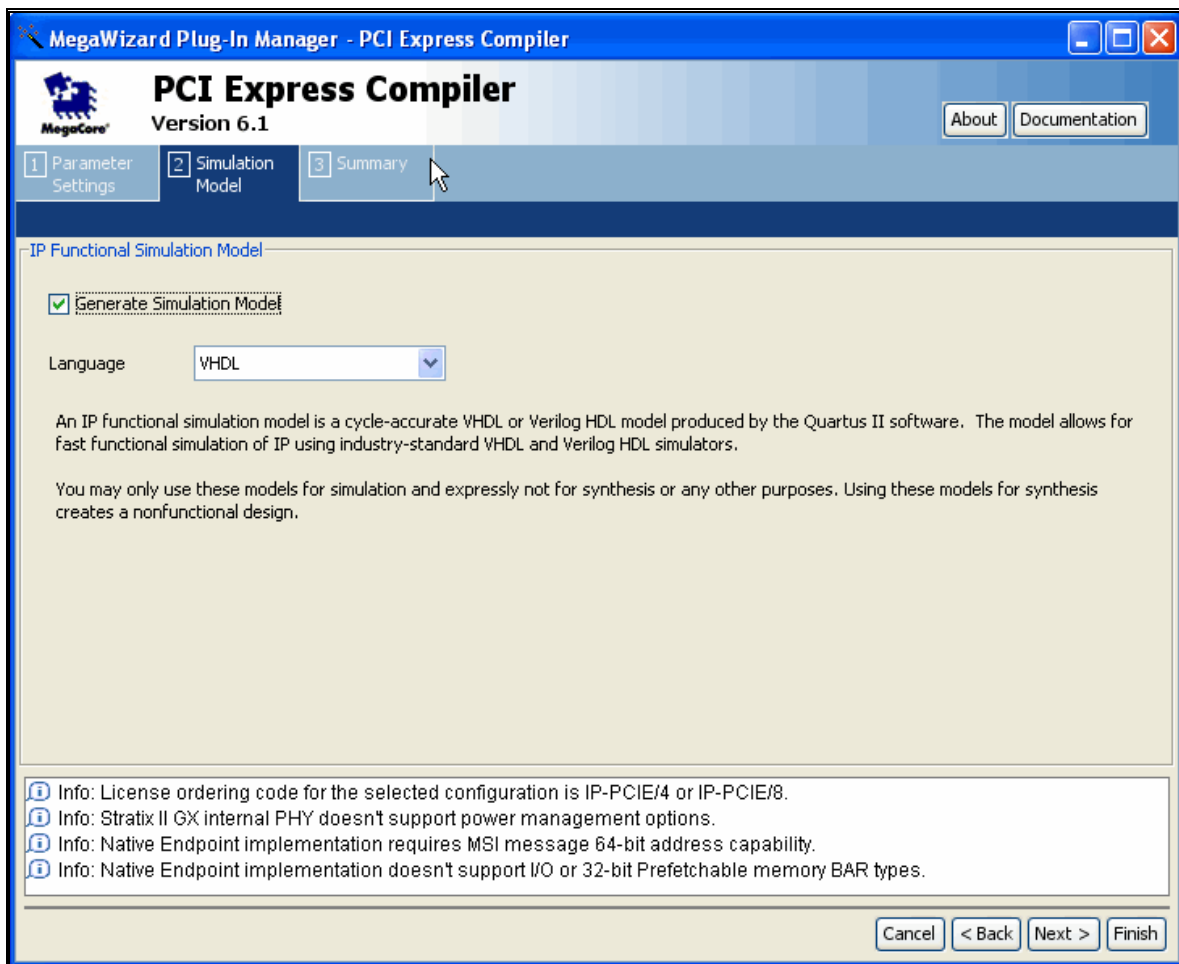 MegaWizard Plug-In Manager - PCI Express Compiler
MegaCore®
PCI Express Compiler
Version 6.1
About
Documentation
1 Parameter
Settings
2 Simulation
Model
3 Summary
IP Functional Simulation Model
Generate Simulation Model
Language
VHDL
An IP functional simulation model is a cycle-accurate VHDL or Verilog HDL model produced by the Quartus II software. The model allows for
fast functional simulation of IP using industry-standard VHDL and Verilog HDL simulators.
You may only use these models for simulation and expressly not for synthesis or any other purposes. Using these models for synthesis
creates a nonfunctional design.
Info: License ordering code for the selected configuration is IP-PCIE/4 or IP-PCIE/8.
Info: Stratix II GX internal PHY doesn't support power management options.
Info: Native Endpoint implementation requires MSI message 64-bit address capability.
Info: Native Endpoint implementation doesn't support I/O or 32-bit Prefetchable memory BAR types.
Cancel
< Back
Next >
Finish